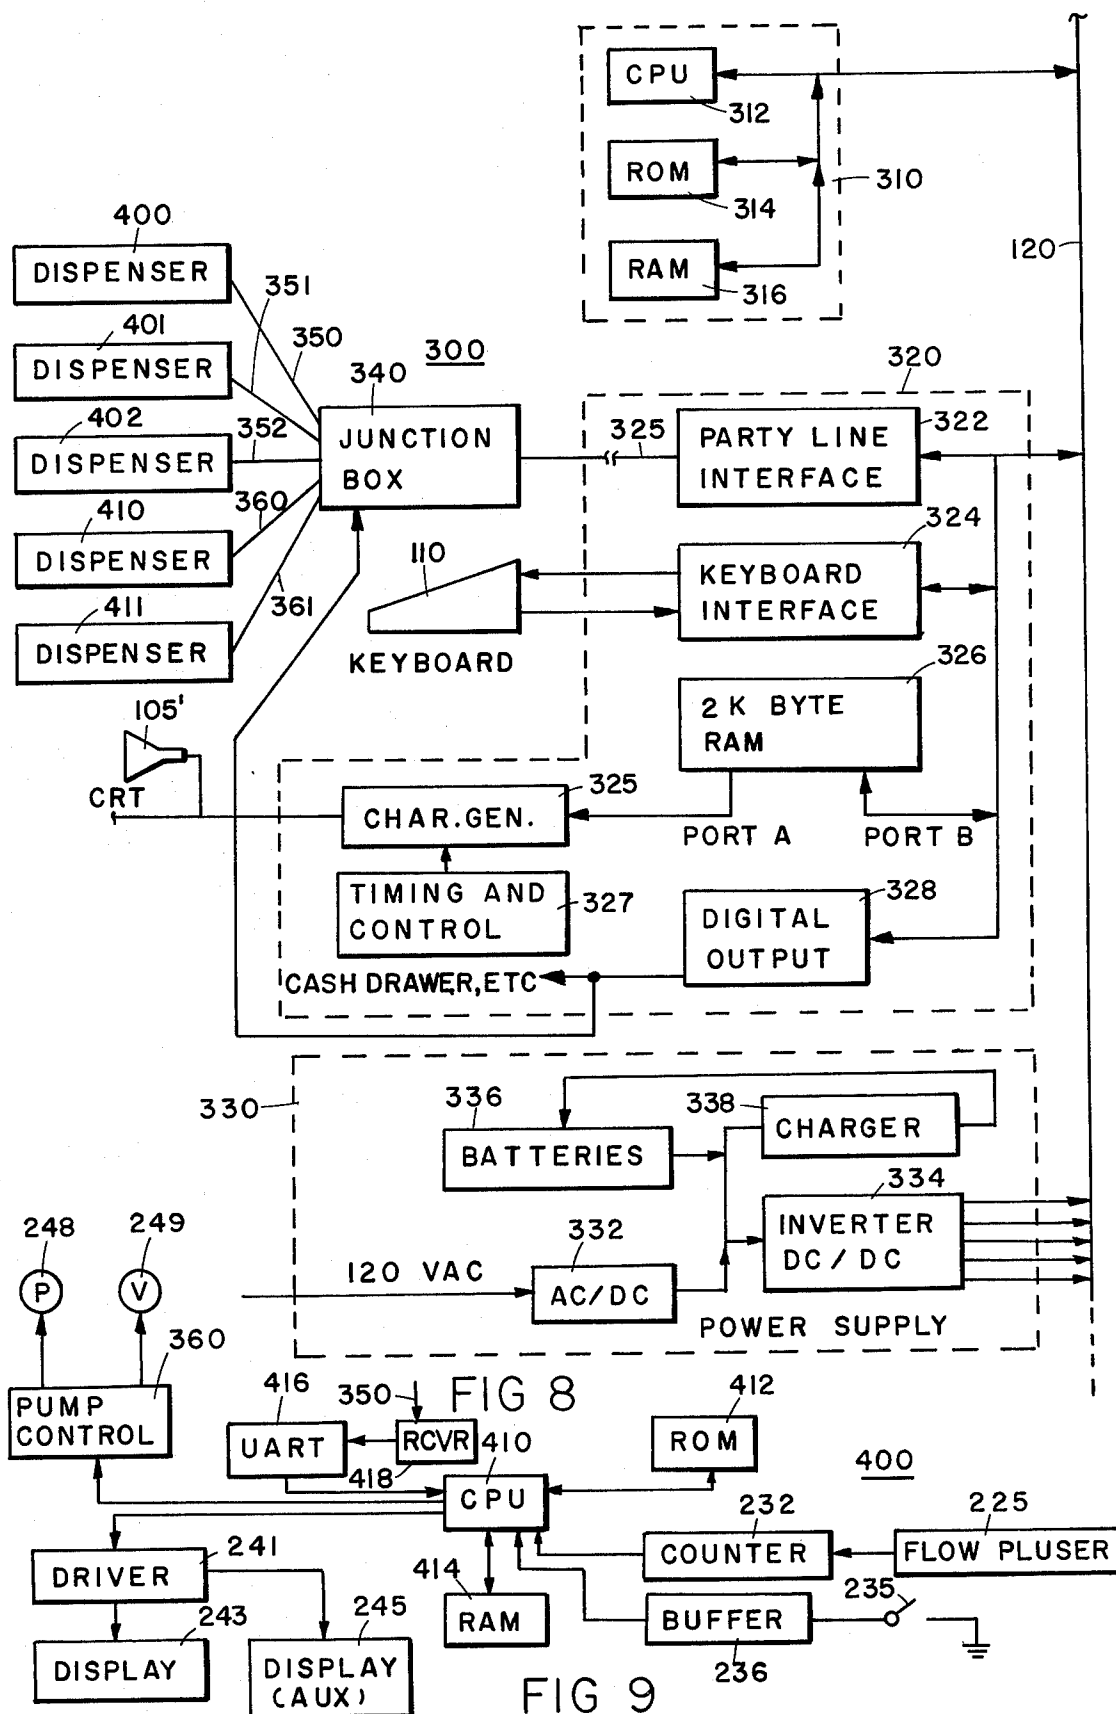 CPU
312
ROM
314
310
RAM
316
120
400
DISPENSER
351
401
DISPENSER
350
300
320
402
DISPENSER
352
340
JUNCTION
BOX
325
PARTY LINE
INTERFACE
322
410
DISPENSER
360
110
324
KEYBOARD
INTERFACE
411
DISPENSER
361
KEYBOARD
326
2 K BYTE
RAM
105'
CRT
325
CHAR.GEN.
PORT A
PORT B
TIMING AND
CONTROL
327
328
DIGITAL
OUTPUT
CASH DRAWER, ETC
330
336
BATTERIES
338
CHARGER
334
INVERTER
DC/DC
248
249
P
V
120 VAC
332
AC/DC
POWER SUPPLY
360
PUMP
CONTROL
FIG 8
416
UART
350
RCVR
418
410
CPU
412
ROM
400
232
COUNTER
225
FLOW PLUSER
241
DRIVER
414
RAM
235
BUFFER
236
243
DISPLAY
245
DISPLAY
(AUX)
FIG 9